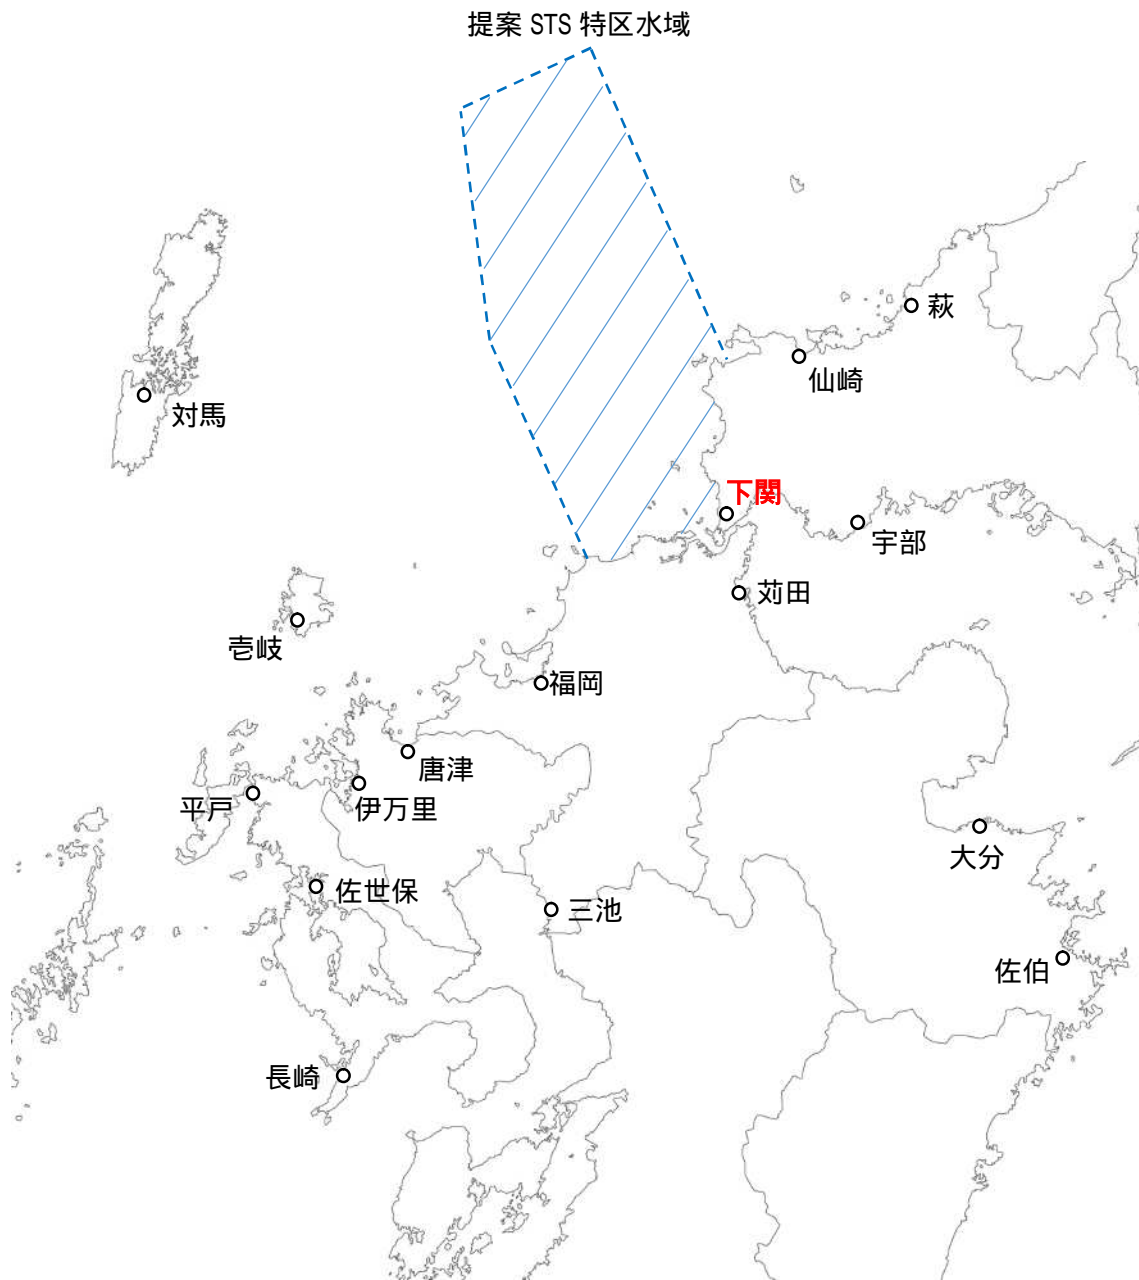 提案 STS 特区水域
萩
仙崎
対馬
下関
宇部
苅田
壱岐
福岡
唐津
平戸
伊万里
大分
佐世保
三池
佐伯
長崎